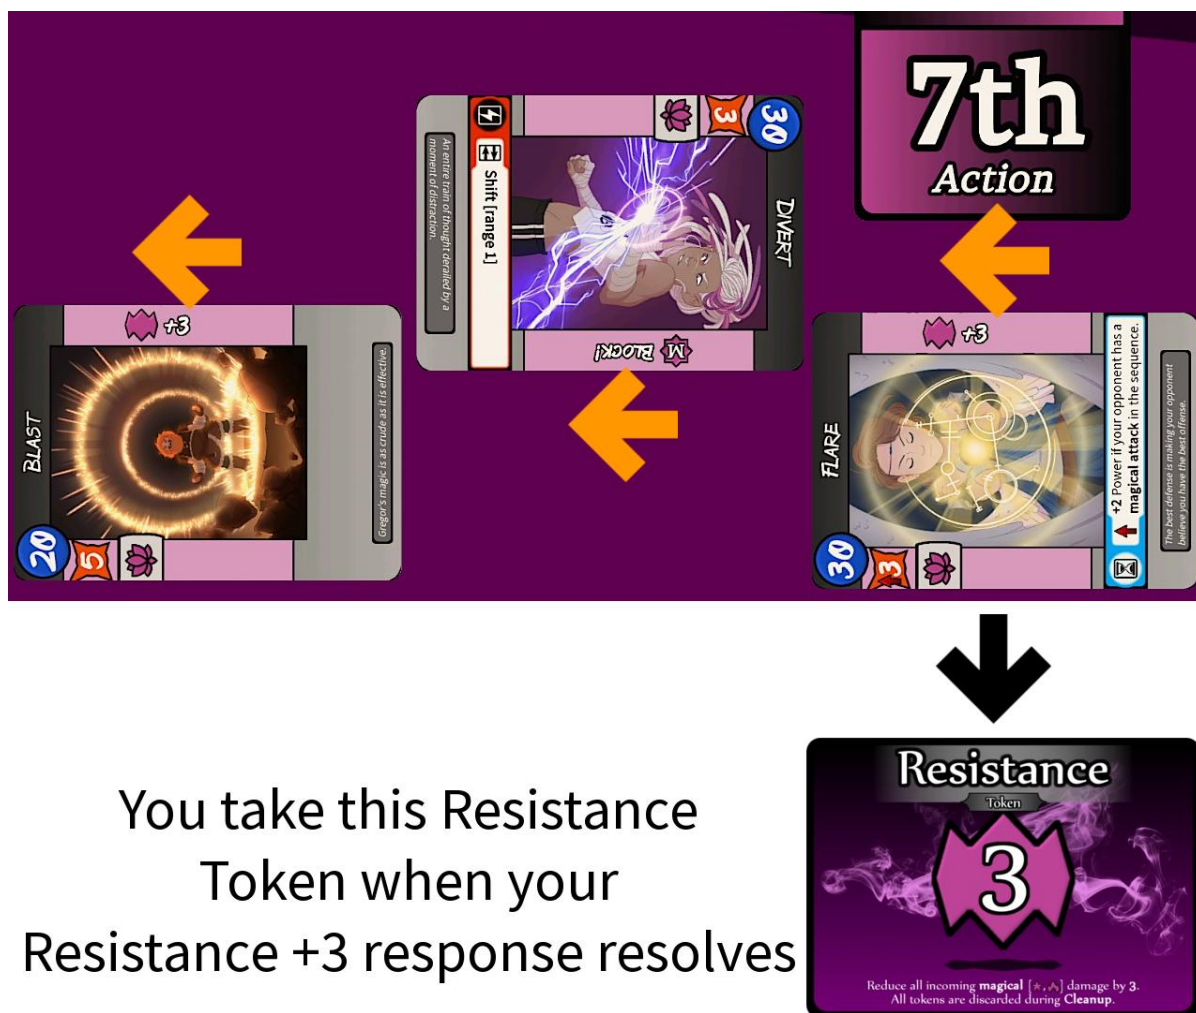 7th
Action
30
3
DIVERT
M BLOCK!
Shift [range 1]
An entire train of thought derailed by a
moment of distraction.
+3
BLAST
20
5
Gregor's magic is as crude as it is effective.
+3
FLARE
30
3
+2 Power if your opponent has a
magical attack in the sequence.
The best defense is making your opponent
believe you have the best offense.
You take this Resistance
Token when your
Resistance +3 response resolves
Resistance
Token
3
Reduce all incoming magical [ , ] damage by 3.
All tokens are discarded during Cleanup.